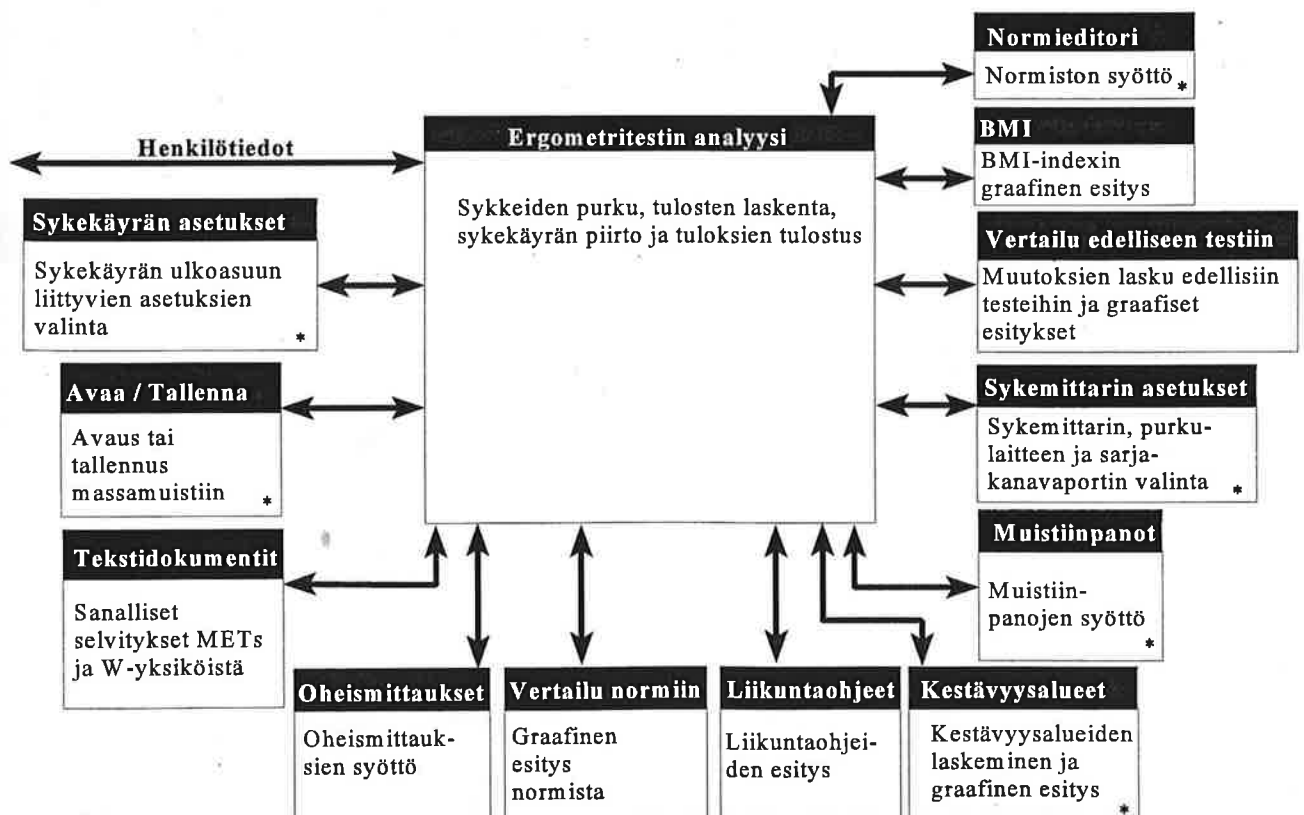 Normieditori
Normiston syöttö *
Ergometritestin analyysi
Sykkeiden purku, tulosten laskenta,
sykekäyrän piirto ja tuloksien tulostus
BMI
BMI-indexin
graafinen esitys
Henkilötiedot
Sykekäyrän asetukset
Sykekäyrän ulkoasuun
liittyvien asetuksien
valinta *
Vertailu edelliseen testiin
Muutoksien lasku edellisiin
testeihin ja graafiset
esitykset
Avaa / Tallenna
Avaus tai
tallennus
massamuistiin *
Sykemittarin asetukset
Sykemittarin, purku-
laitteen ja sarja-
kanavaportin valinta *
Tekstidokumentit
Sanalliset
selvitykset METs
ja W-yksiköistä
Muistiinpanot
Muistiin-
panojen syöttö
*
Oheismittaukset
Oheismittauk-
sien syöttö
Vertailu normiin
Graafinen
esitys
normista
Liikuntaohjeet
Liikuntaohjei-
den esitys
Kestävyysalueet
Kestävyysalueiden
laskeminen ja
graafinen esitys
*